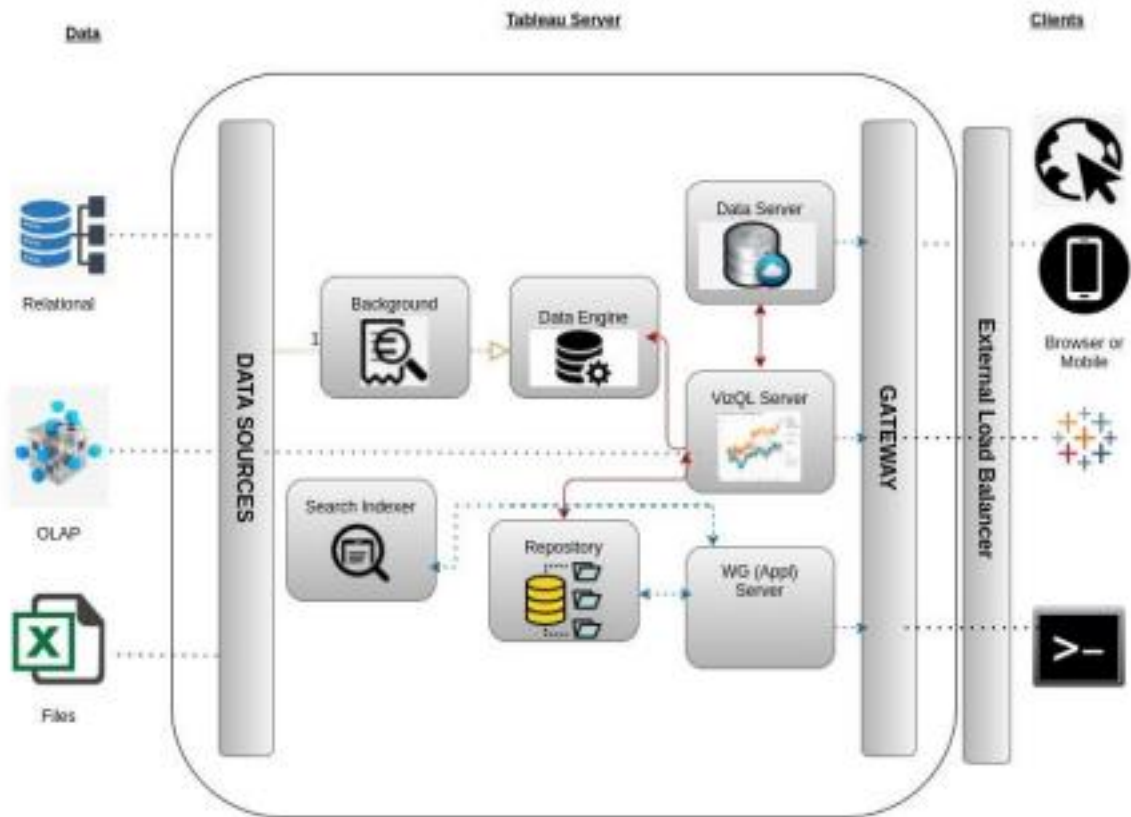 Data
Tableau Server
Clients
Relational
OLAP
Files
DATA SOURCES
Background
1
Data Engine
Data Server
VizQL Server
Search Indexer
Repository
WG (Appl)
Server
GATEWAY
External Load Balancer
Browser or
Mobile